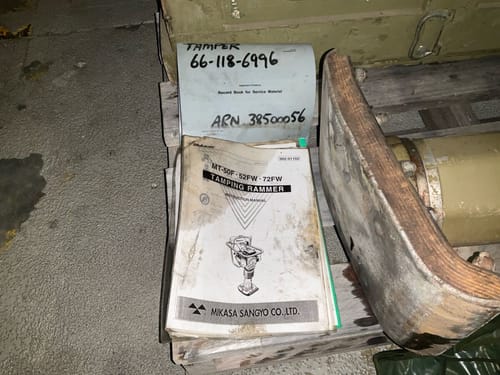 TAMPER
66-118-6996
Record Book for Service Material
ARN 38500056
MT-50F · 52FW · 72FW
TAMPING RAMMER
INSTRUCTION MANUAL
MIKASA SANGYO CO.,LTD.